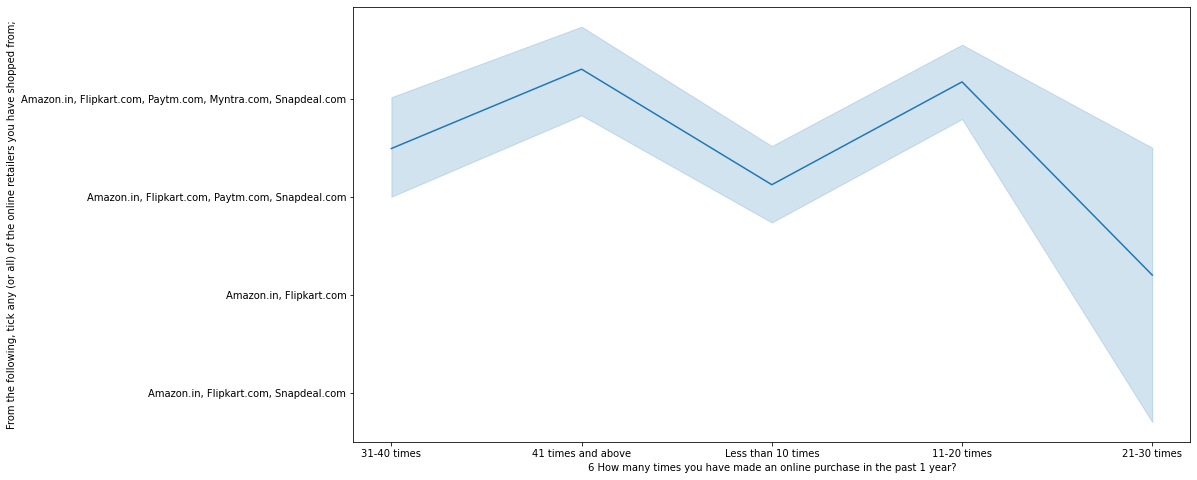 From the following, tick any (or all) of the online retailers you have shopped from;
Amazon.in, Flipkart.com, Paytm.com, Myntra.com, Snapdeal.com
Amazon.in, Flipkart.com, Paytm.com, Snapdeal.com
Amazon.in, Flipkart.com
Amazon.in, Flipkart.com, Snapdeal.com
31-40 times 41 times and above Less than 10 times 11-20 times 21-30 times
6 How many times you have made an online purchase in the past 1 year?